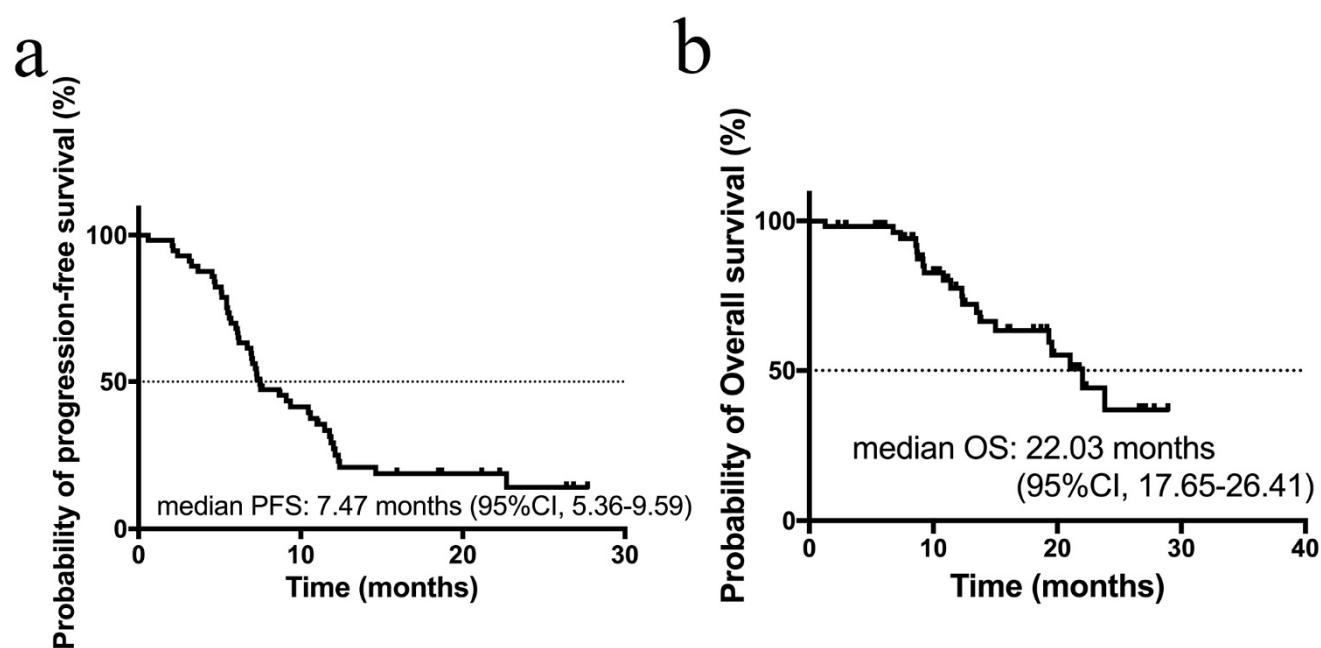 a
Probability of progression-free survival (%)
100
50
0
median PFS: 7.47 months (95%CI, 5.36-9.59)
0 10 20 30
Time (months)
b
Probability of Overall survival (%)
100
50
0
median OS: 22.03 months
(95%CI, 17.65-26.41)
0 10 20 30 40
Time (months)